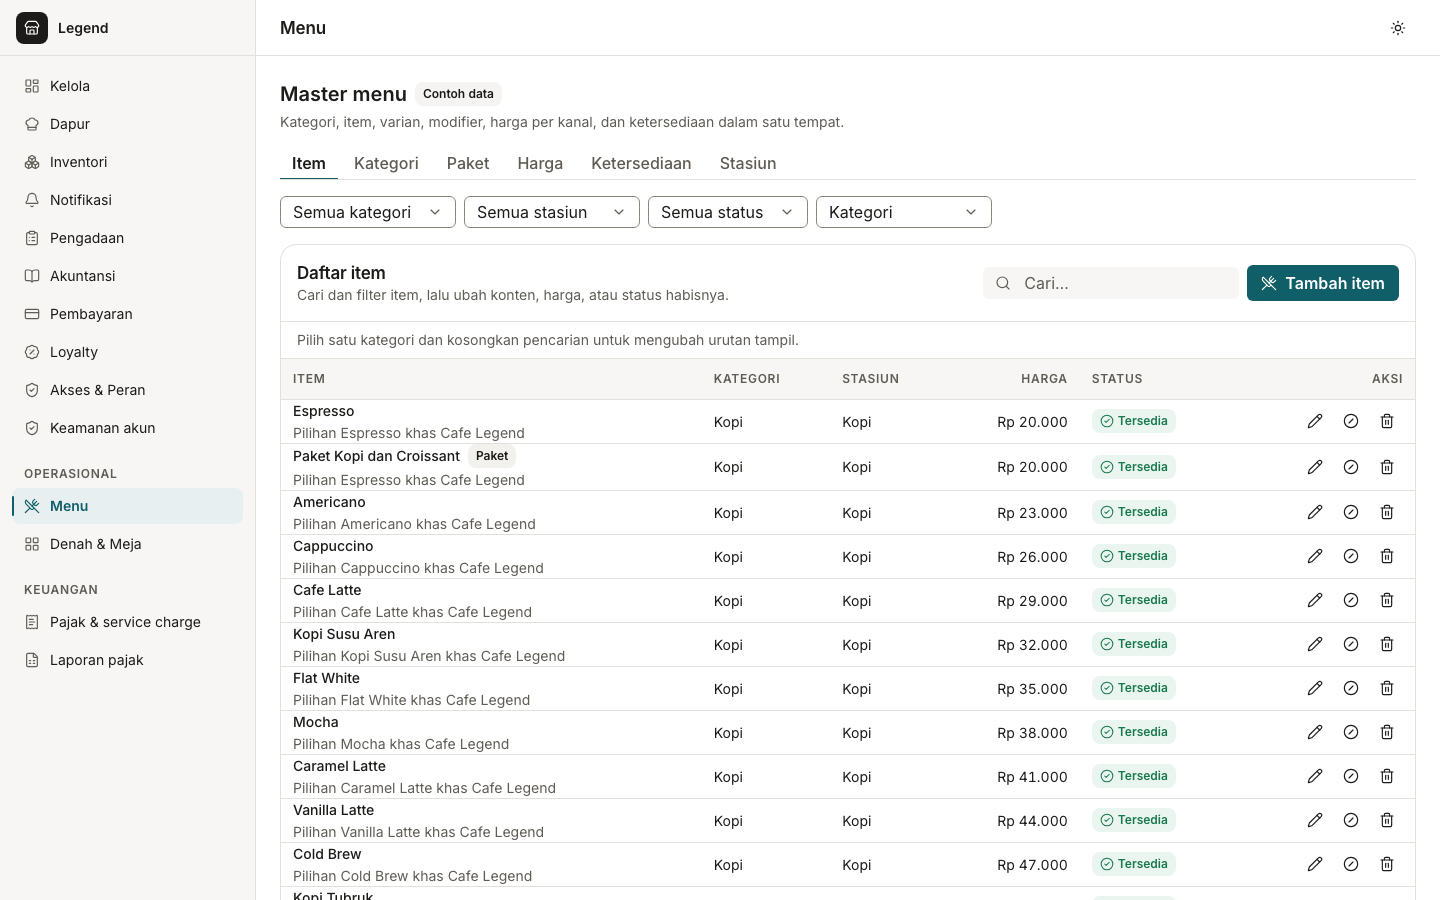 Legend
Menu
Kelola
Dapur
Inventori
Notifikasi
Pengadaan
Akuntansi
Pembayaran
Loyalty
Akses & Peran
Keamanan akun
OPERASIONAL
Menu
Denah & Meja
KEUANGAN
Pajak & service charge
Laporan pajak
Master menu Contoh data
Kategori, item, varian, modifier, harga per kanal, dan ketersediaan dalam satu tempat.
Item Kategori Paket Harga Ketersediaan Stasiun
Semua kategori Semua stasiun Semua status Kategori
Daftar item
Cari dan filter item, lalu ubah konten, harga, atau status habisnya.
Cari... Tambah item
Pilih satu kategori dan kosongkan pencarian untuk mengubah urutan tampil.
ITEM KATEGORI STASIUN HARGA STATUS AKSI
Espresso
Pilihan Espresso khas Cafe Legend
Kopi Kopi Rp 20.000 Tersedia
Paket Kopi dan Croissant Paket
Pilihan Espresso khas Cafe Legend
Kopi Kopi Rp 20.000 Tersedia
Americano
Pilihan Americano khas Cafe Legend
Kopi Kopi Rp 23.000 Tersedia
Cappuccino
Pilihan Cappuccino khas Cafe Legend
Kopi Kopi Rp 26.000 Tersedia
Cafe Latte
Pilihan Cafe Latte khas Cafe Legend
Kopi Kopi Rp 29.000 Tersedia
Kopi Susu Aren
Pilihan Kopi Susu Aren khas Cafe Legend
Kopi Kopi Rp 32.000 Tersedia
Flat White
Pilihan Flat White khas Cafe Legend
Kopi Kopi Rp 35.000 Tersedia
Mocha
Pilihan Mocha khas Cafe Legend
Kopi Kopi Rp 38.000 Tersedia
Caramel Latte
Pilihan Caramel Latte khas Cafe Legend
Kopi Kopi Rp 41.000 Tersedia
Vanilla Latte
Pilihan Vanilla Latte khas Cafe Legend
Kopi Kopi Rp 44.000 Tersedia
Cold Brew
Pilihan Cold Brew khas Cafe Legend
Kopi Kopi Rp 47.000 Tersedia
Kopi Tubruk